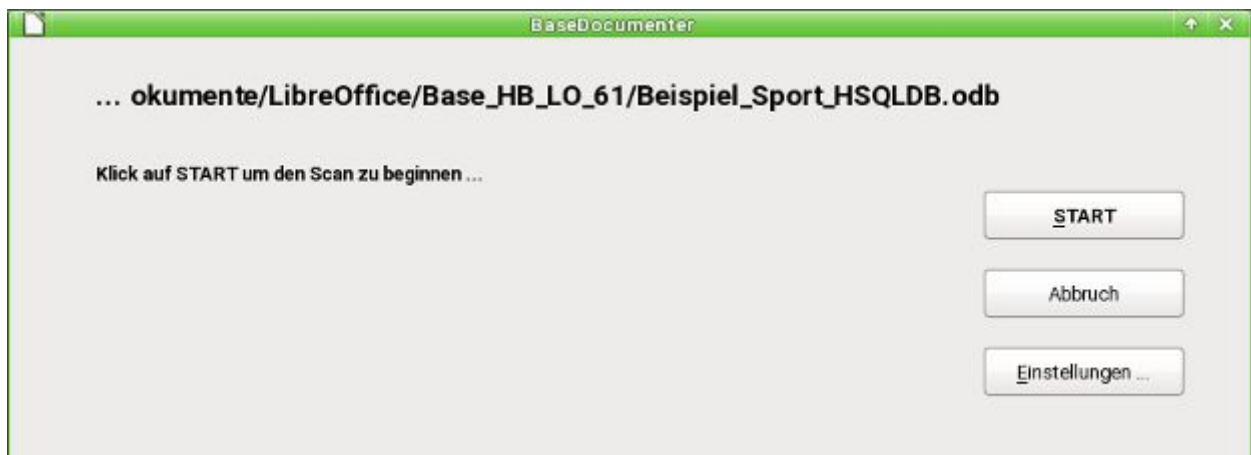 BaseDocumenter
... okumente/LibreOffice/Base_HB_LO_61/Beispiel_Sport_HSQLDB.odb
Klick auf START um den Scan zu beginnen ...
START
Abbruch
Einstellungen ...